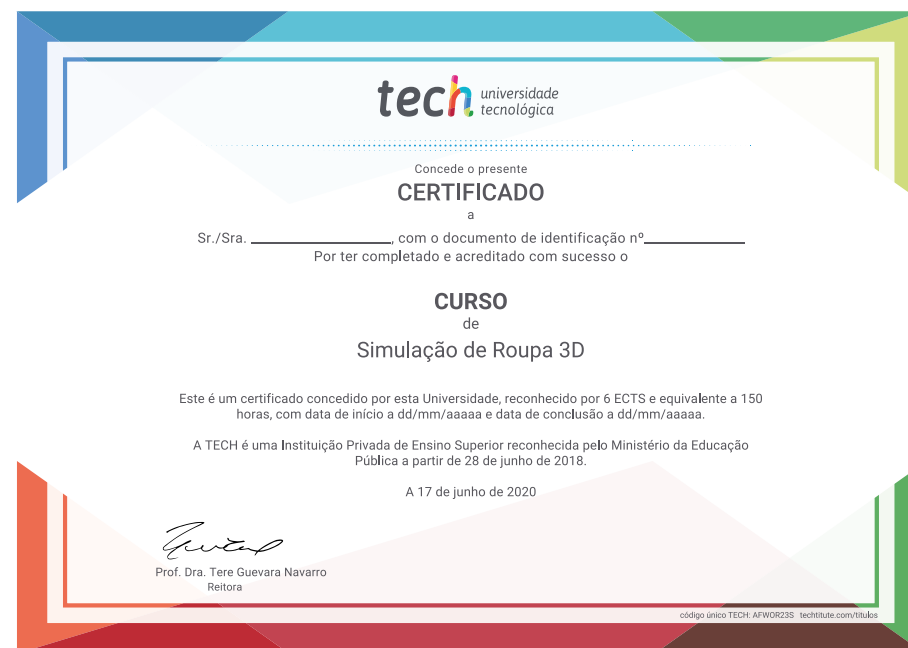 tech universidade
tecnológica
Concede o presente
CERTIFICADO
a
Sr./Sra. ____________________, com o documento de identificação nº______________
Por ter completado e acreditado com sucesso o
CURSO
de
Simulação de Roupa 3D
Este é um certificado concedido por esta Universidade, reconhecido por 6 ECTS e equivalente a 150
horas, com data de início a dd/mm/aaaaa e data de conclusão a dd/mm/aaaaa.
A TECH é uma Instituição Privada de Ensino Superior reconhecida pelo Ministério da Educação
Pública a partir de 28 de junho de 2018.
A 17 de junho de 2020
Prof. Dra. Tere Guevara Navarro
Reitora
código único TECH: AFWOR23S techtitute.com/titulos